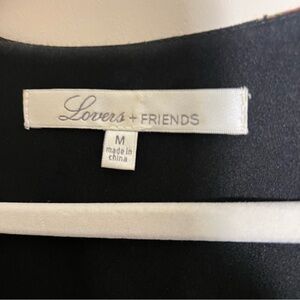 Lovers + FRIENDS
M
made in
china